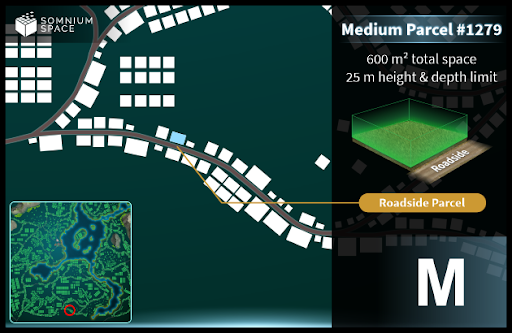 SOMNIUM
SPACE
Medium Parcel #1279
600 m² total space
25 m height & depth limit
Roadside
Roadside Parcel
M